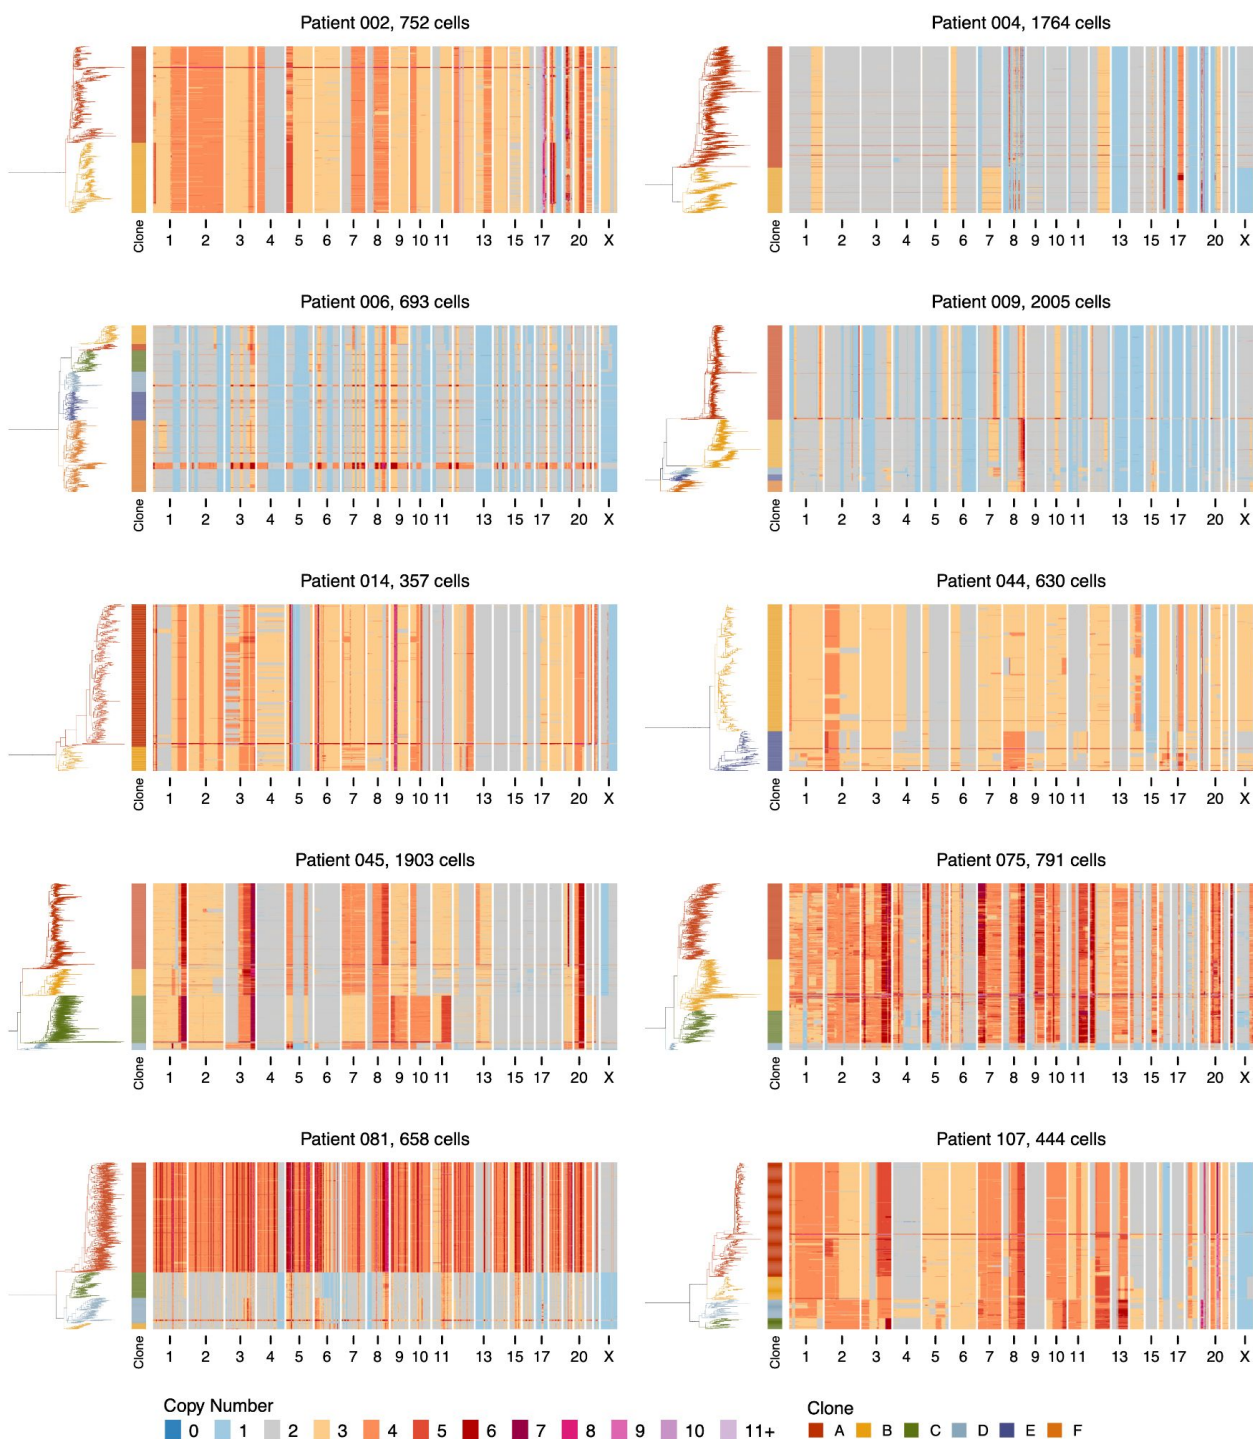 Patient 002, 752 cells
Clone 1 2 3 4 5 6 7 8 9 10 11 13 15 17 20 X
Patient 004, 1764 cells
Clone 1 2 3 4 5 6 7 8 9 10 11 13 15 17 20 X
Patient 006, 693 cells
Clone 1 2 3 4 5 6 7 8 9 10 11 13 15 17 20 X
Patient 009, 2005 cells
Clone 1 2 3 4 5 6 7 8 9 10 11 13 15 17 20 X
Patient 014, 357 cells
Clone 1 2 3 4 5 6 7 8 9 10 11 13 15 17 20 X
Patient 044, 630 cells
Clone 1 2 3 4 5 6 7 8 9 10 11 13 15 17 20 X
Patient 045, 1903 cells
Clone 1 2 3 4 5 6 7 8 9 10 11 13 15 17 20 X
Patient 075, 791 cells
Clone 1 2 3 4 5 6 7 8 9 10 11 13 15 17 20 X
Patient 081, 658 cells
Clone 1 2 3 4 5 6 7 8 9 10 11 13 15 17 20 X
Patient 107, 444 cells
Clone 1 2 3 4 5 6 7 8 9 10 11 13 15 17 20 X
Copy Number
0 1 2 3 4 5 6 7 8 9 10 11+
Clone
A B C D E F